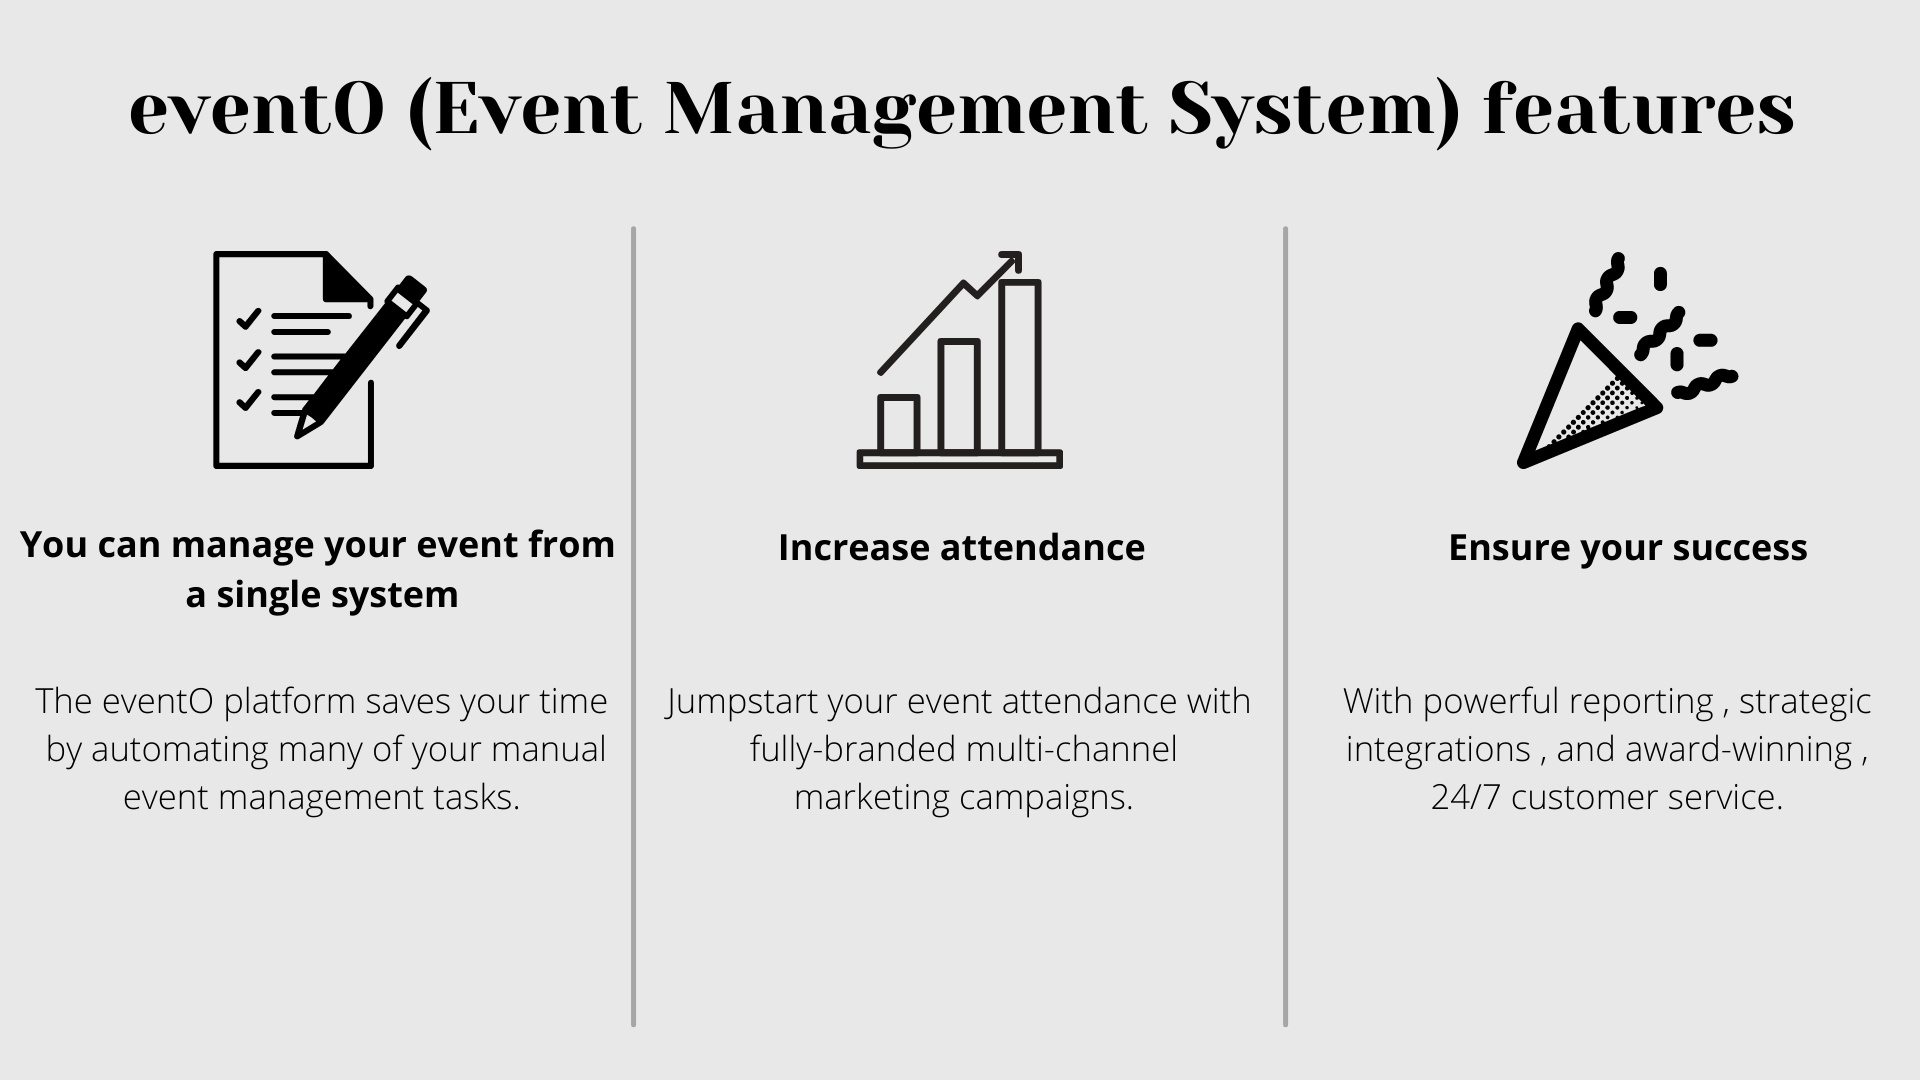 eventO (Event Management System) features
You can manage your event from
a single system
The eventO platform saves your time
by automating many of your manual
event management tasks.
Increase attendance
Jumpstart your event attendance with
fully-branded multi-channel
marketing campaigns.
Ensure your success
With powerful reporting , strategic
integrations , and award-winning ,
24/7 customer service.